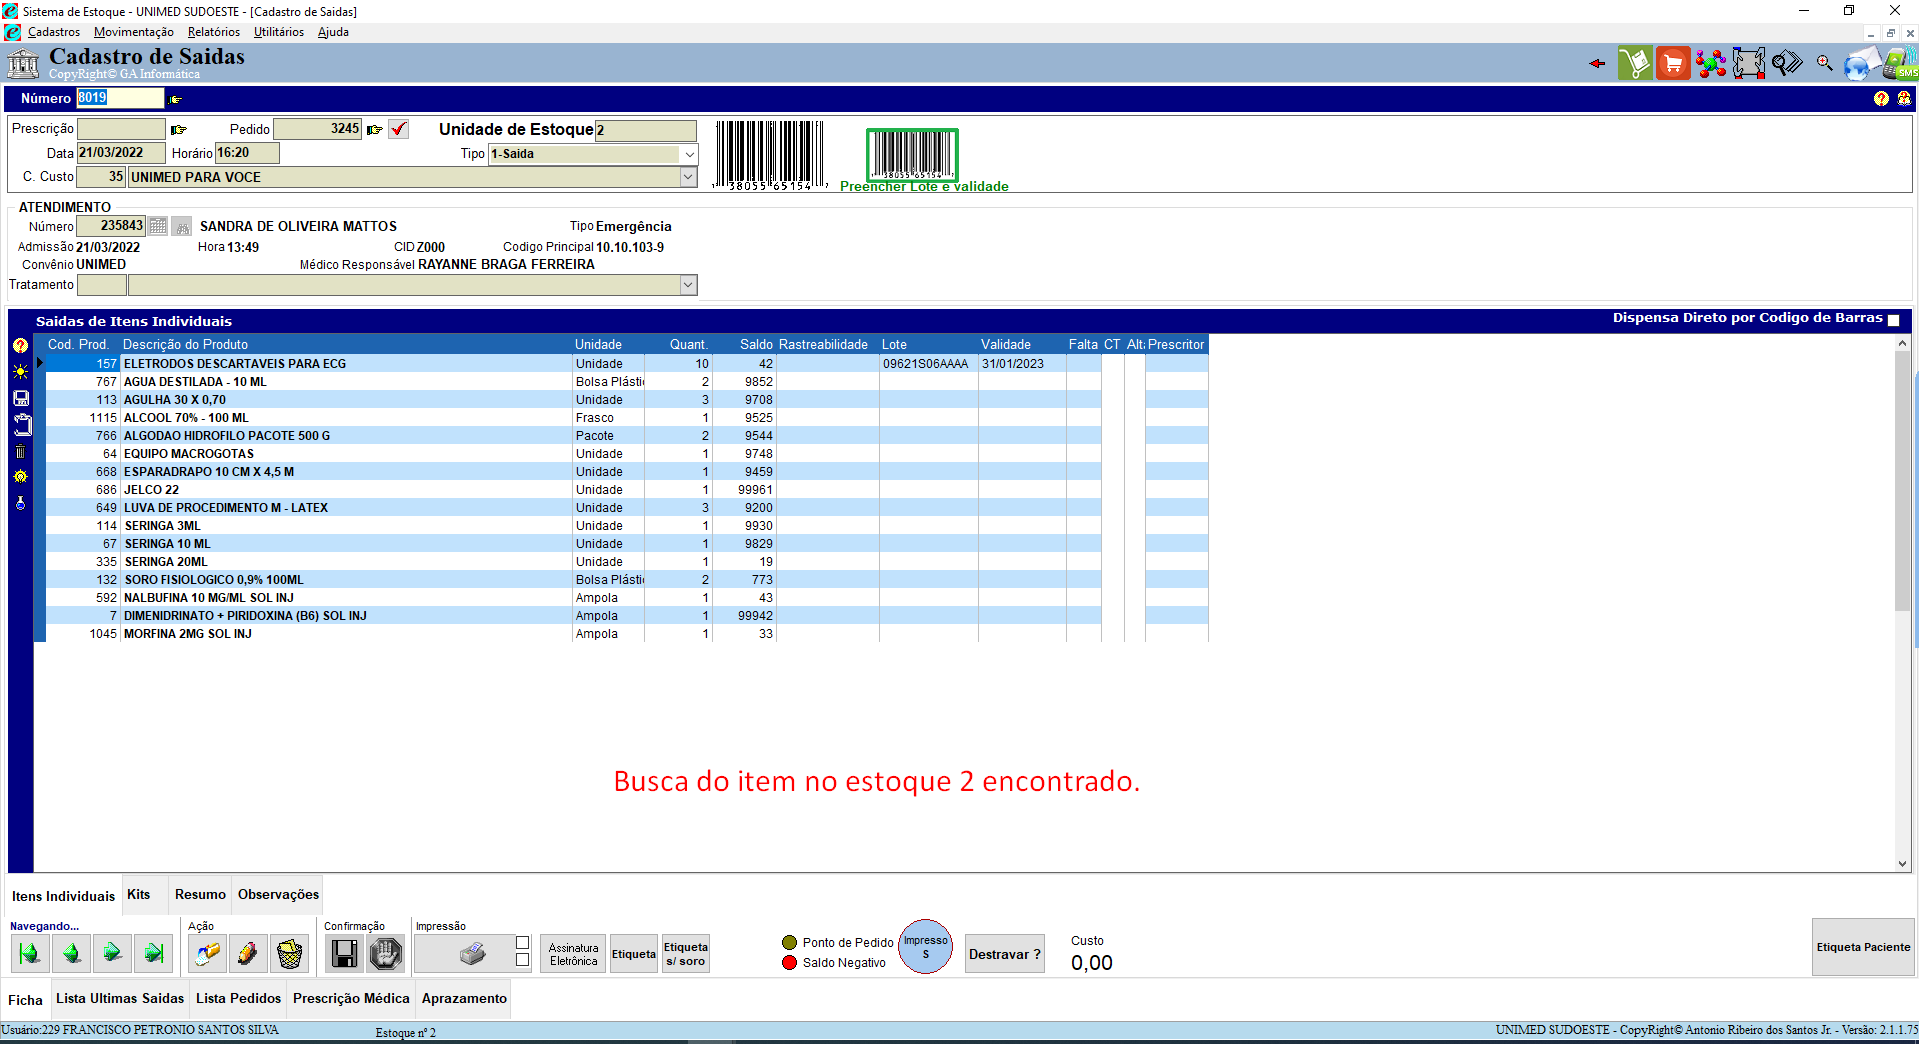 Sistema de Estoque - UNIMED SUDOESTE - [Cadastro de Saidas]
Cadastros Movimentação Relatórios Utilitários Ajuda
Cadastro de Saidas
CopyRight© GA Informática
SMS
Número 8019
Prescrição Pedido 3245 Unidade de Estoque 2
Data 21/03/2022 Horário 16:20 Tipo 1-Saida
C. Custo 35 UNIMED PARA VOCE
38055 65154
38055 65154
Preencher Lote e validade
ATENDIMENTO
Número 235843 SANDRA DE OLIVEIRA MATTOS Tipo Emergência
Admissão 21/03/2022 Hora 13:49 CID Z000 Codigo Principal 10.10.103-9
Convênio UNIMED Médico Responsável RAYANNE BRAGA FERREIRA
Tratamento
Saidas de Itens Individuais Dispensa Direto por Codigo de Barras
Cod. Prod. Descrição do Produto Unidade Quant. Saldo Rastreabilidade Lote Validade Falta CT Alt Prescritor
157 ELETRODOS DESCARTAVEIS PARA ECG Unidade 10 42 09621S06AAAA 31/01/2023
767 AGUA DESTILADA - 10 ML Bolsa Plásti 2 9852
113 AGULHA 30 X 0,70 Unidade 3 9708
1115 ALCOOL 70% - 100 ML Frasco 1 9525
766 ALGODAO HIDROFILO PACOTE 500 G Pacote 2 9544
64 EQUIPO MACROGOTAS Unidade 1 9748
668 ESPARADRAPO 10 CM X 4,5 M Unidade 1 9459
686 JELCO 22 Unidade 1 99961
649 LUVA DE PROCEDIMENTO M - LATEX Unidade 3 9200
114 SERINGA 3ML Unidade 1 9930
67 SERINGA 10 ML Unidade 1 9829
335 SERINGA 20ML Unidade 1 19
132 SORO FISIOLOGICO 0,9% 100ML Bolsa Plásti 2 773
592 NALBUFINA 10 MG/ML SOL INJ Ampola 1 43
7 DIMENIDRINATO + PIRIDOXINA (B6) SOL INJ Ampola 1 99942
1045 MORFINA 2MG SOL INJ Ampola 1 33
Busca do item no estoque 2 encontrado.
Itens Individuais Kits Resumo Observações
Navegando... Ação Confirmação Impressão
Assinatura Eletrônica Etiqueta Etiqueta s/ soro
Ponto de Pedido
Saldo Negativo
Impresso S
Destravar ?
Custo
0,00
Etiqueta Paciente
Ficha Lista Ultimas Saidas Lista Pedidos Prescrição Médica Aprazamento
Usuário:229 FRANCISCO PETRONIO SANTOS SILVA Estoque nº 2 UNIMED SUDOESTE - CopyRight© Antonio Ribeiro dos Santos Jr. - Versão: 2.1.1.75